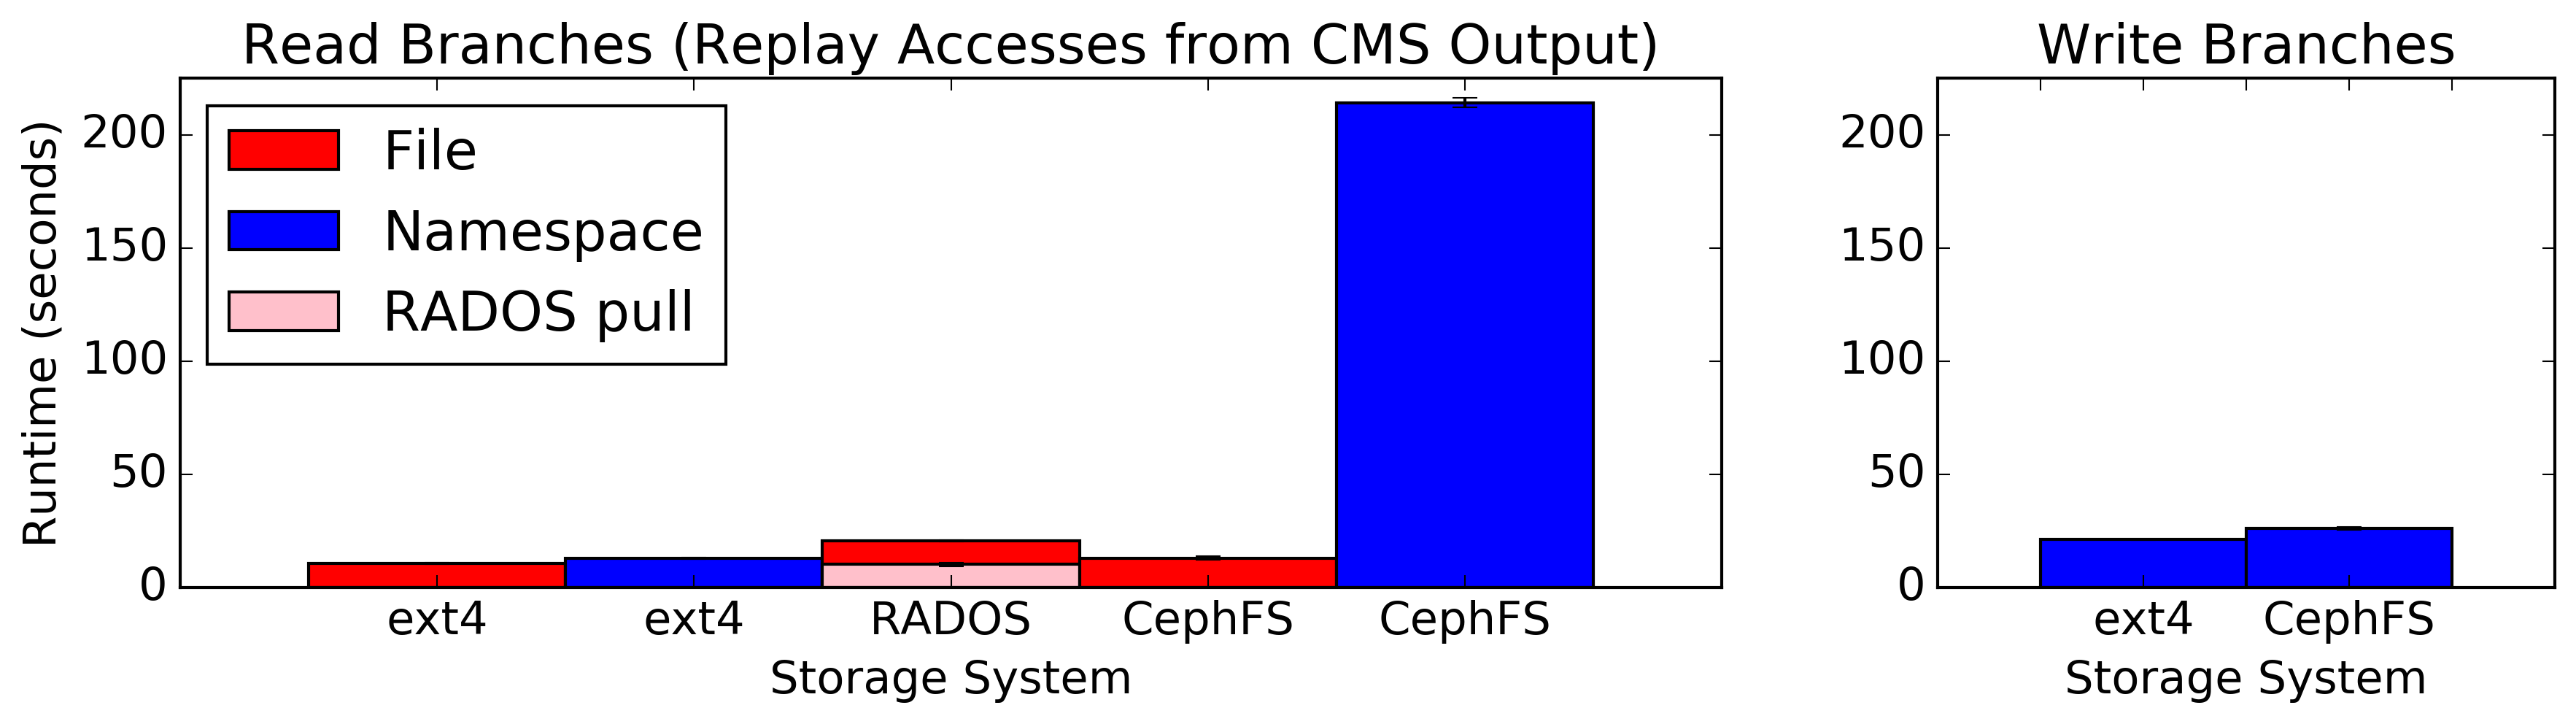 Read Branches (Replay Accesses from CMS Output)
Runtime (seconds)
200
150
100
50
0
File
Namespace
RADOS pull
ext4 ext4 RADOS CephFS CephFS
Storage System
Write Branches
200
150
100
50
0
ext4 CephFS
Storage System